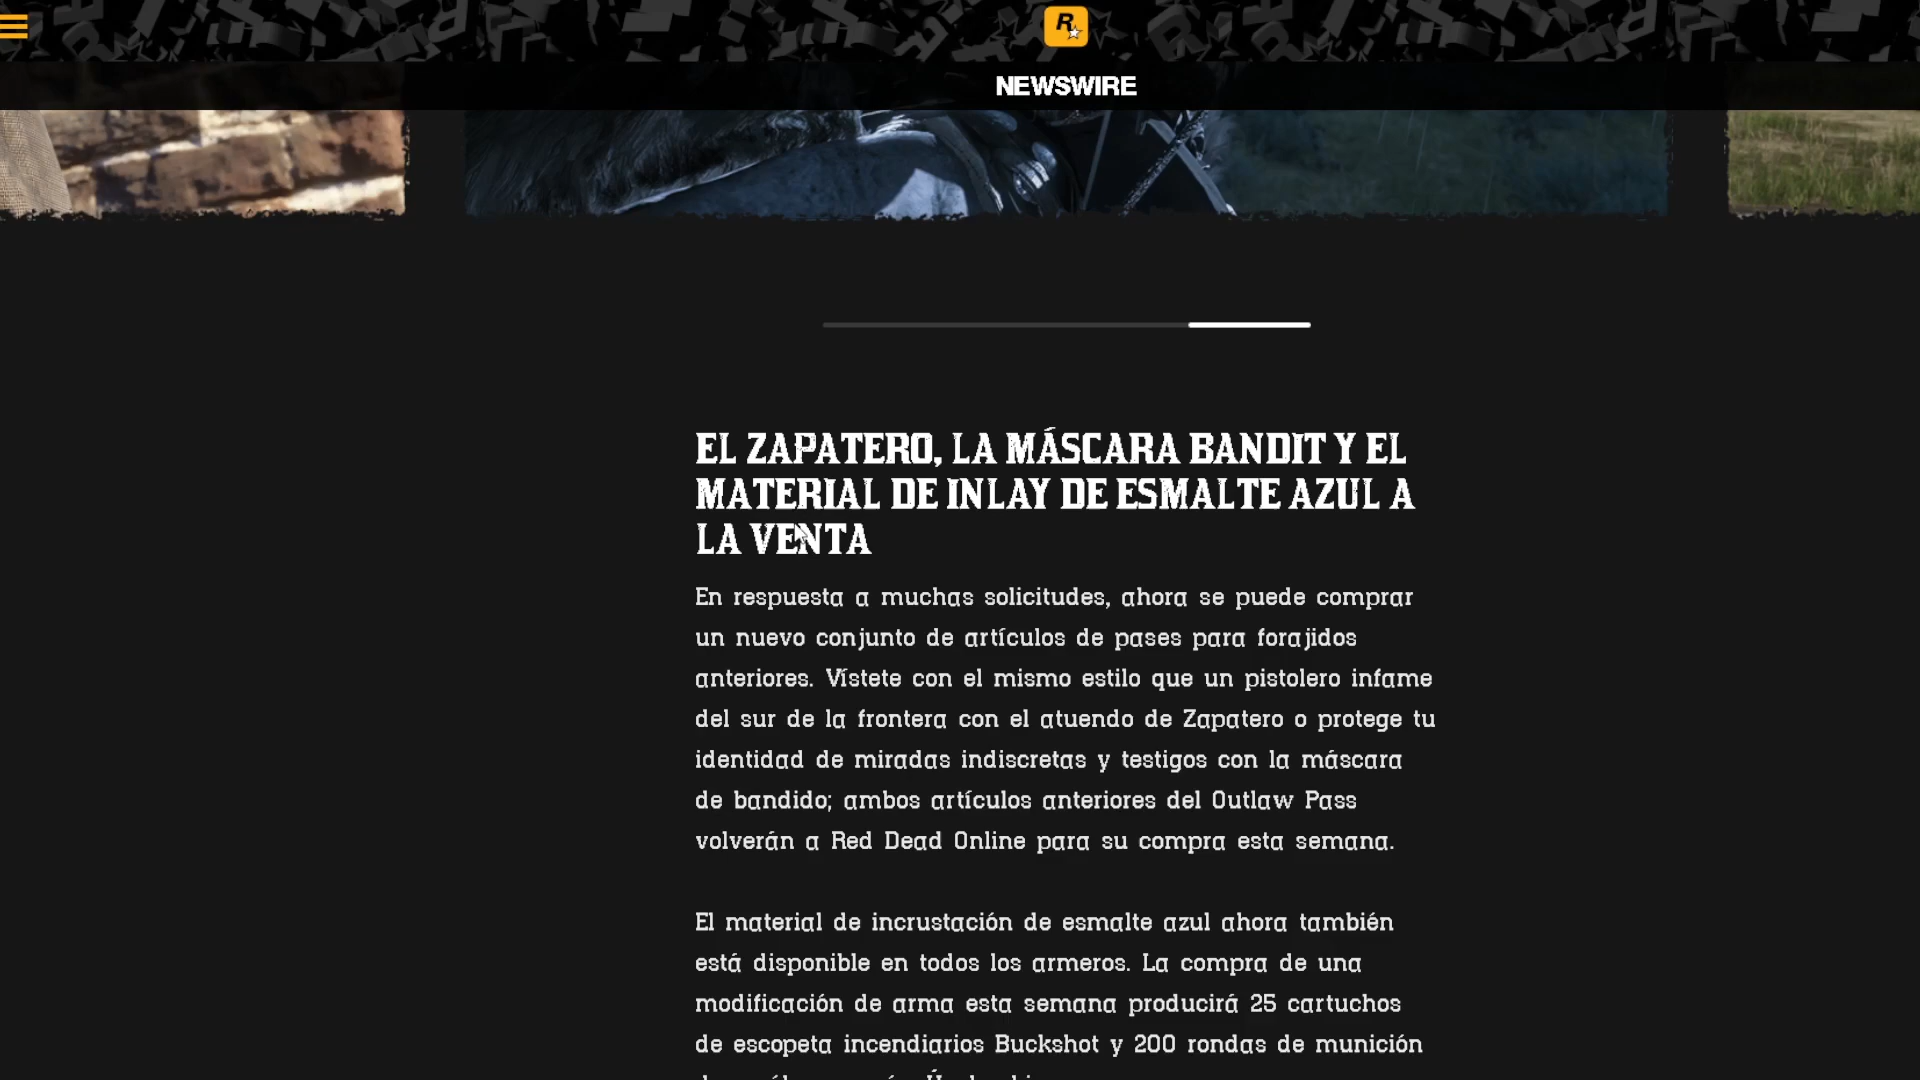 R
NEWSWIRE
EL ZAPATERO, LA MÁSCARA BANDIT Y EL
MATERIAL DE INLAY DE ESMALTE AZUL A
LA VENTA
En respuesta a muchas solicitudes, ahora se puede comprar
un nuevo conjunto de artículos de pases para forajidos
anteriores. Vístete con el mismo estilo que un pistolero infame
del sur de la frontera con el atuendo de Zapatero o protege tu
identidad de miradas indiscretas y testigos con la máscara
de bandido; ambos artículos anteriores del Outlaw Pass
volverán a Red Dead Online para su compra esta semana.
El material de incrustación de esmalte azul ahora también
está disponible en todos los armeros. La compra de una
modificación de arma esta semana producirá 25 cartuchos
de escopeta incendiarios Buckshot y 200 rondas de munición